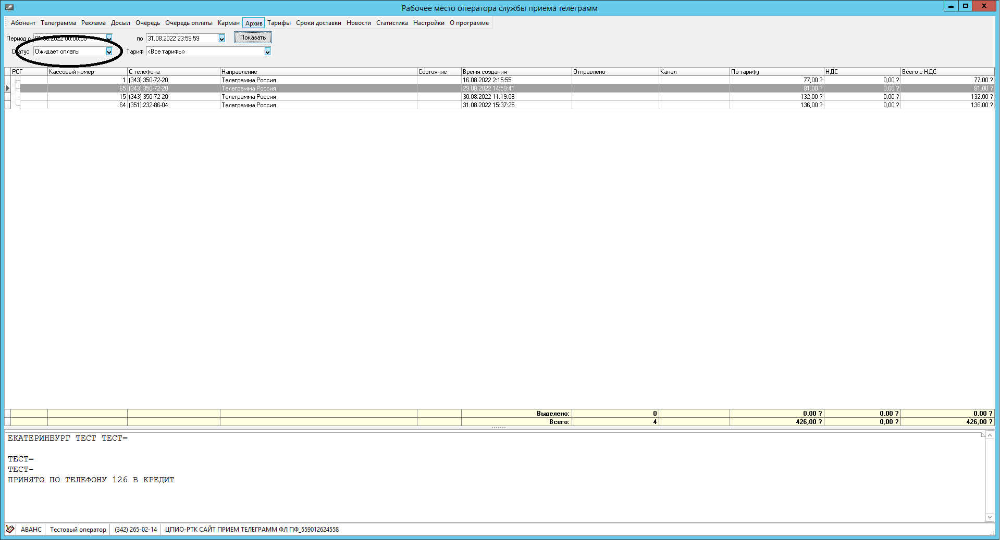 Рабочее место оператора службы приема телеграмм
Абонент Телеграмма Реклама Досыл Очередь Очередь оплаты Карман Архив Тарифы Сроки доставки Новости Статистика Настройки О программе
Период с 01.08.2022 00:00:00 по 31.08.2022 23:59:59 Показать
Статус Ожидает оплаты Тариф <Все тарифы>
РСГ Кассовый номер С телефона Направление Состояние Время создания Отправлено Канал По тарифу НДС Всего с НДС
1 (343) 350-72-20 Телеграмма Россия 16.08.2022 2:15:55 77,00 ? 0,00 ? 77,00 ?
65 (343) 350-72-20 Телеграмма Россия 29.08.2022 14:59:41 81,00 ? 0,00 ? 81,00 ?
15 (343) 350-72-20 Телеграмма Россия 30.08.2022 11:19:06 132,00 ? 0,00 ? 132,00 ?
64 (351) 232-86-04 Телеграмма Россия 31.08.2022 15:37:25 136,00 ? 0,00 ? 136,00 ?
Выделено: 0 0,00 ? 0,00 ? 0,00 ?
Всего: 4 426,00 ? 0,00 ? 426,00 ?
ЕКАТЕРИНБУРГ ТЕСТ ТЕСТ=
ТЕСТ=
ТЕСТ-
ПРИНЯТО ПО ТЕЛЕФОНУ 126 В КРЕДИТ
АВАНС Тестовый оператор (342) 265-02-14 ЦПИО-РТК САЙТ ПРИЕМ ТЕЛЕГРАММ ФЛ ПФ_559012624558